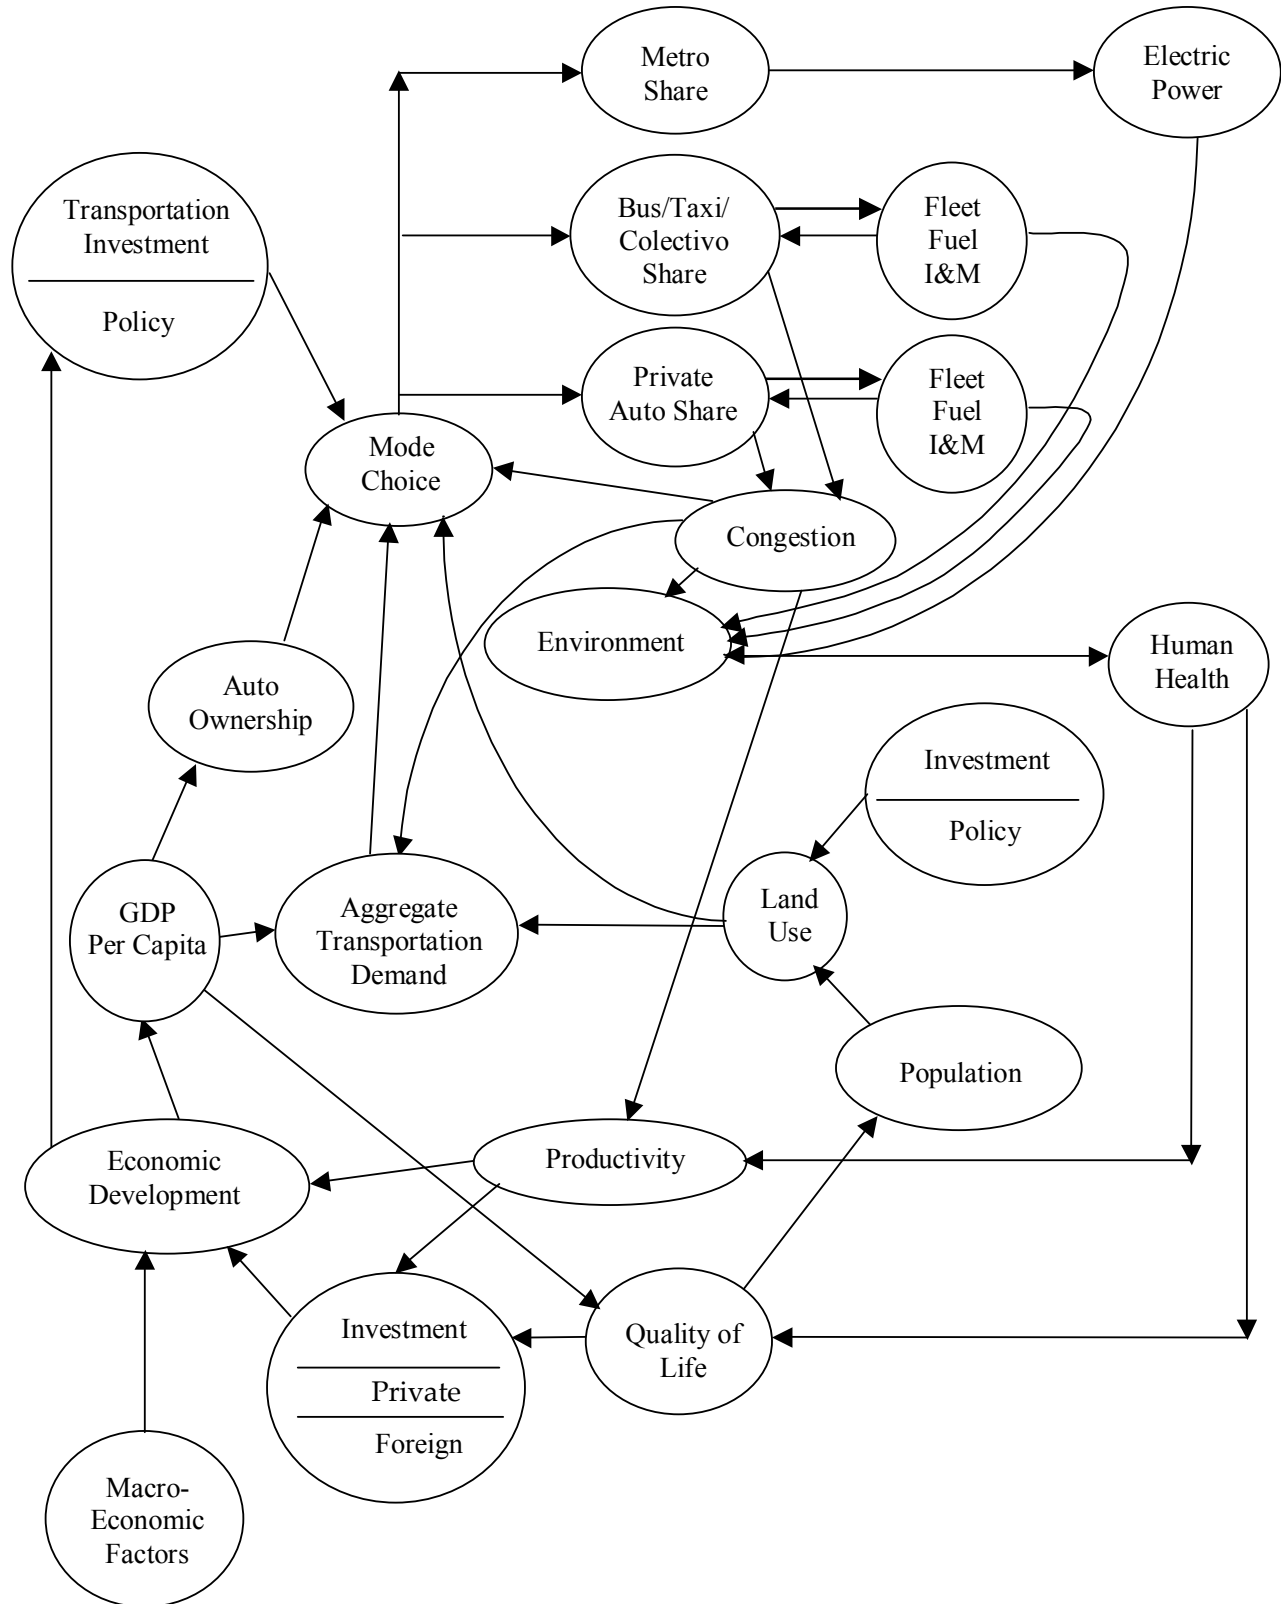 Metro
Share
Electric
Power
Transportation
Investment
Policy
Bus/Taxi/
Colectivo
Share
Fleet
Fuel
I&M
Private
Auto Share
Fleet
Fuel
I&M
Mode
Choice
Congestion
Environment
Human
Health
Auto
Ownership
Investment
Policy
GDP
Per Capita
Aggregate
Transportation
Demand
Land
Use
Population
Economic
Development
Productivity
Investment
Private
Foreign
Quality of
Life
Macro-
Economic
Factors